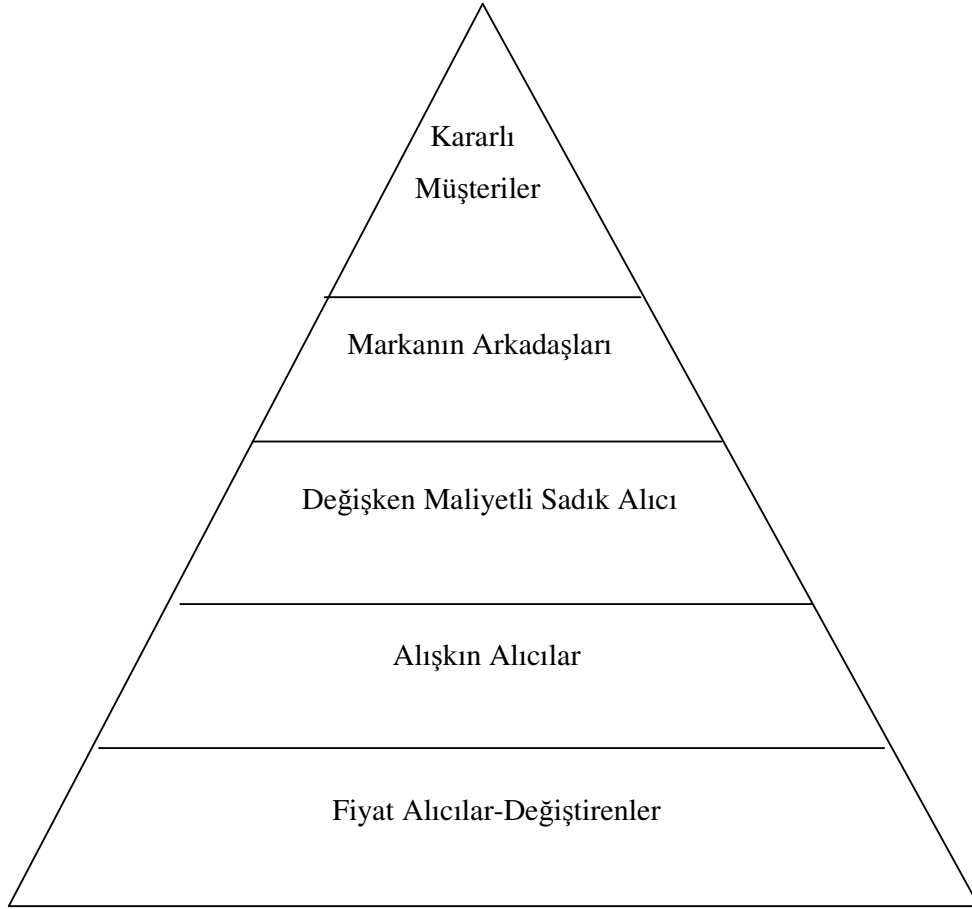 Kararlı
Müşteriler
Markanın Arkadaşları
Değişken Maliyetli Sadık Alıcı
Alışkın Alıcılar
Fiyat Alıcılar-Değiştirenler